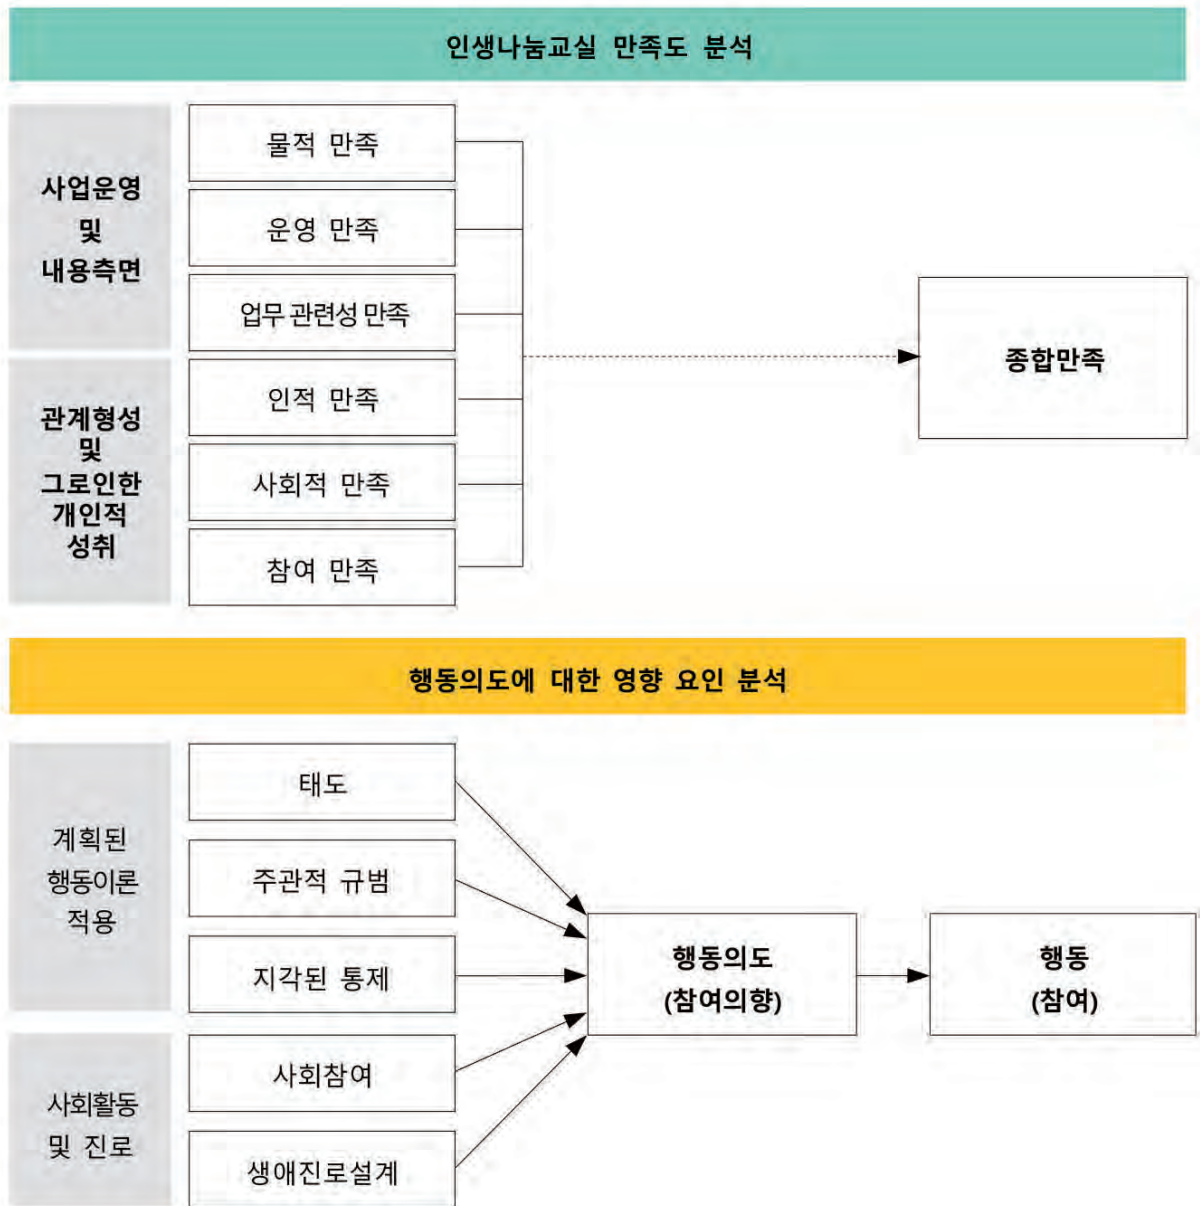 인생나눔교실 만족도 분석
사업운영
및
내용측면
물적 만족
운영 만족
업무 관련성 만족
관계형성
및
그로인한
개인적
성취
인적 만족
사회적 만족
참여 만족
종합만족
행동의도에 대한 영향 요인 분석
계획된
행동이론
적용
태도
주관적 규범
지각된 통제
사회활동
및 진로
사회참여
생애진로설계
행동의도
(참여의향)
행동
(참여)